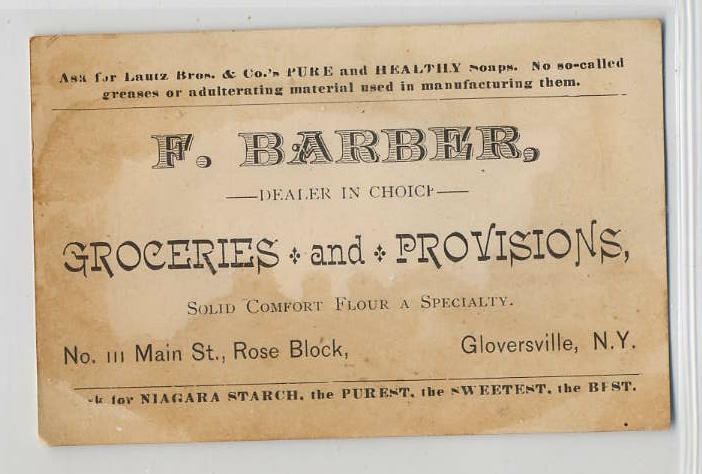 Ask for Lautz Bros. & Co.'s PURE and HEALTHY Soaps. No so-called
greases or adulterating material used in manufacturing them.
F. BARBER,
DEALER IN CHOICE
GROCERIES and PROVISIONS,
SOLID COMFORT FLOUR A SPECIALTY.
No. 111 Main St., Rose Block, Gloversville, N.Y.
for NIAGARA STARCH, the PUREST, the SWEETEST, the BEST.